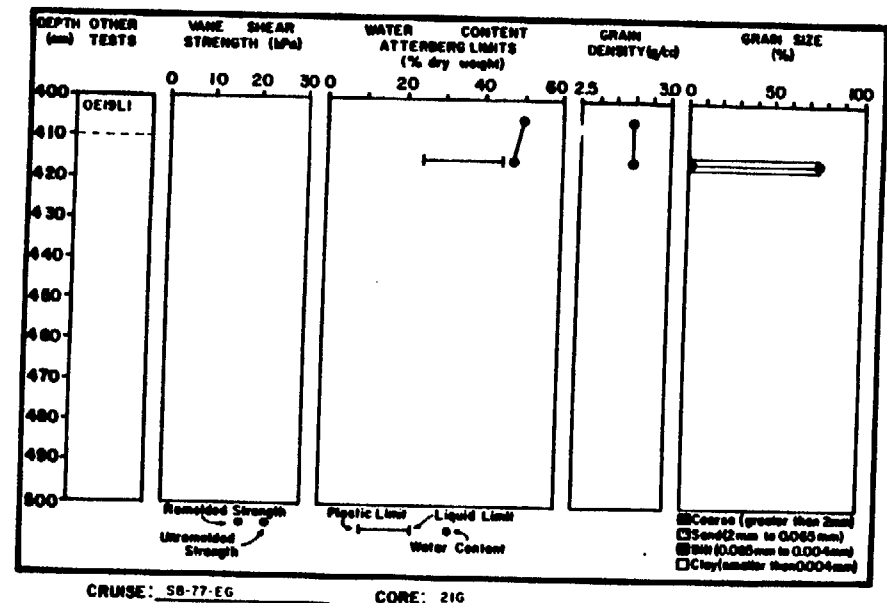 DEPTH OTHER VANE SHEAR WATER CONTENT GRAIN GRAIN SIZE
(cm) TESTS STRENGTH (kPa) ATTERBERG LIMITS DENSITY (g/cc) (%)
(% dry weight)
0 10 20 30 0 20 40 60 2.5 3.0 0 50 100
400
OE19L1
410
420
430
440
450
460
470
480
490
500
Remolded Strength
Unremolded
Strength
Plastic Limit
Liquid Limit
Water Content
Coarse (greater than 2mm)
Sand (2mm to 0.065mm)
Silt (0.065mm to 0.004mm)
Clay (smaller than 0.004mm)
CRUISE: SB-77-EG CORE: 21G